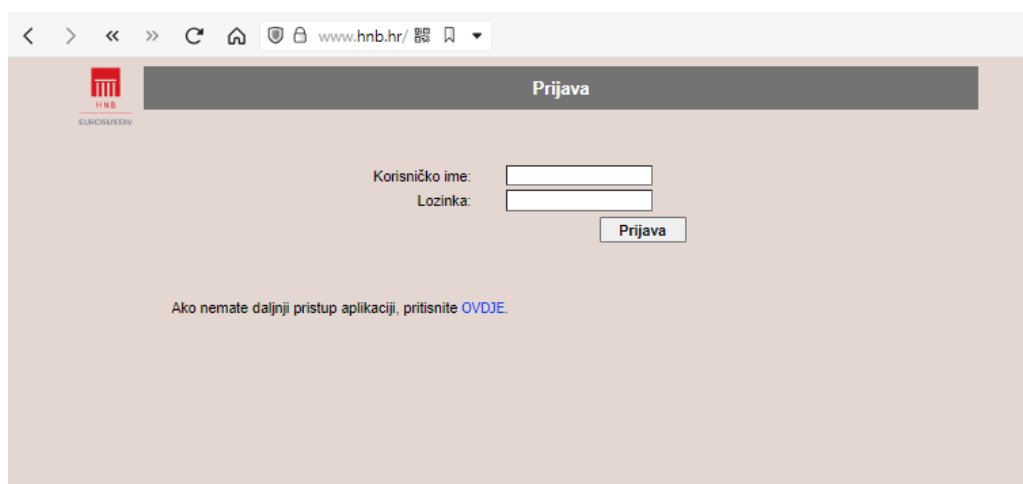 www.hnb.hr/
HNB
EUROSUSTAV
Prijava
Korisničko ime:
Lozinka:
Prijava
Ako nemate daljnji pristup aplikaciji, pritisnite OVDJE.